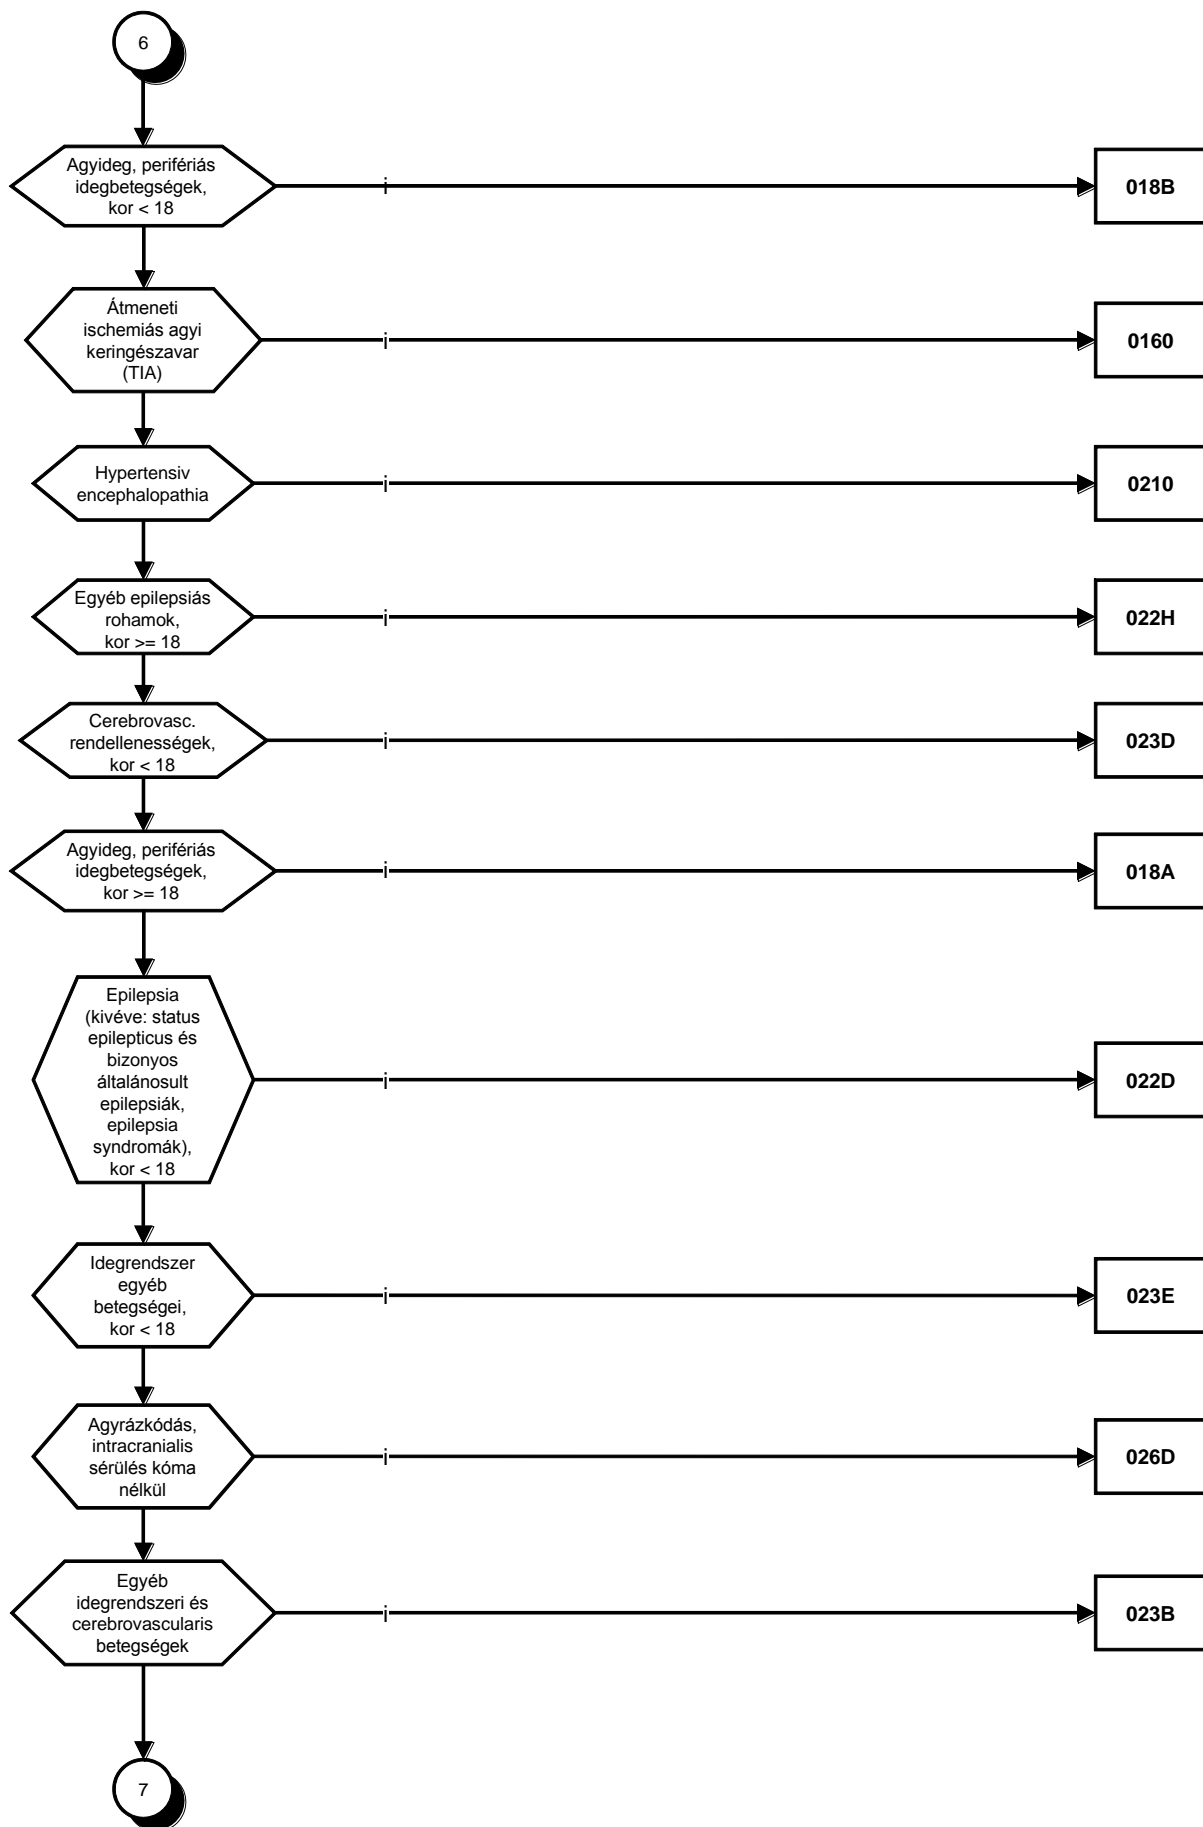 6
Agyideg, perifériás
idegbetegségek,
kor < 18
i
018B
Átmeneti
ischemiás agyi
keringészavar
(TIA)
i
0160
Hypertensiv
encephalopathia
i
0210
Egyéb epilepsiás
rohamok,
kor >= 18
i
022H
Cerebrovasc.
rendellenességek,
kor < 18
i
023D
Agyideg, perifériás
idegbetegségek,
kor >= 18
i
018A
Epilepsia
(kivéve: status
epilepticus és
bizonyos
általánosult
epilepsiák,
epilepsia
syndromák),
kor < 18
i
022D
Idegrendszer
egyéb
betegségei,
kor < 18
i
023E
Agyrázkódás,
intracranialis
sérülés kóma
nélkül
i
026D
Egyéb
idegrendszeri és
cerebrovascularis
betegségek
i
023B
7